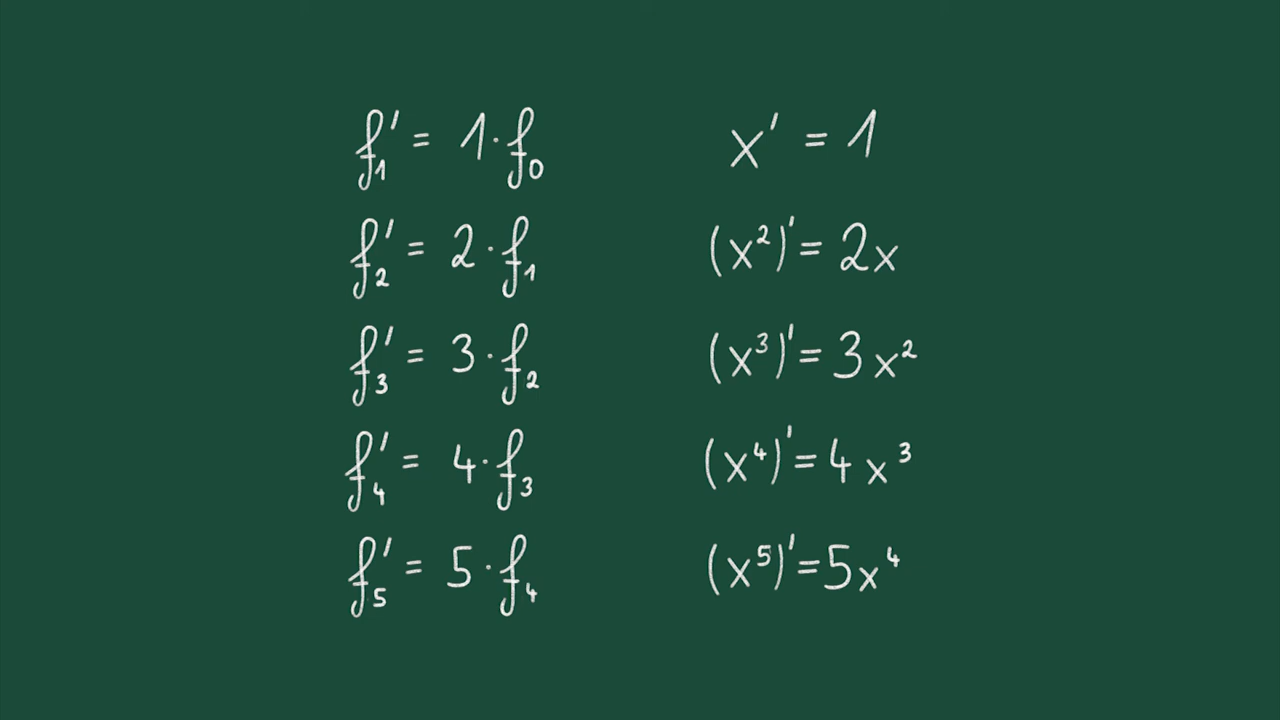 f₁' = 1·f₀ x' = 1
f₂' = 2·f₁ (x²)' = 2x
f₃' = 3·f₂ (x³)' = 3x²
f₄' = 4·f₃ (x⁴)' = 4x³
f₅' = 5·f₄ (x⁵)' = 5x⁴